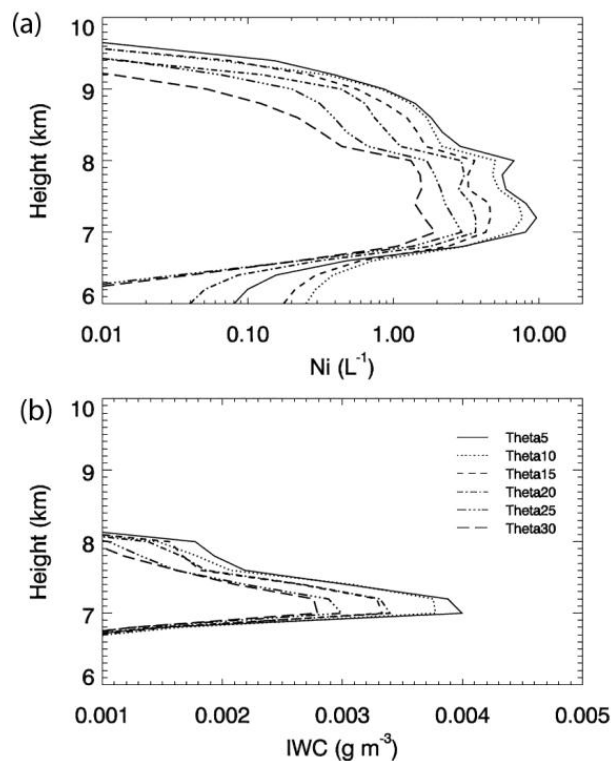 (a)
10
9
8
7
6
Height (km)
0.01 0.10 1.00 10.00
Ni (L⁻¹)
(b)
10
9
8
7
6
Height (km)
Theta5
Theta10
Theta15
Theta20
Theta25
Theta30
0.001 0.002 0.003 0.004 0.005
IWC (g m⁻³)